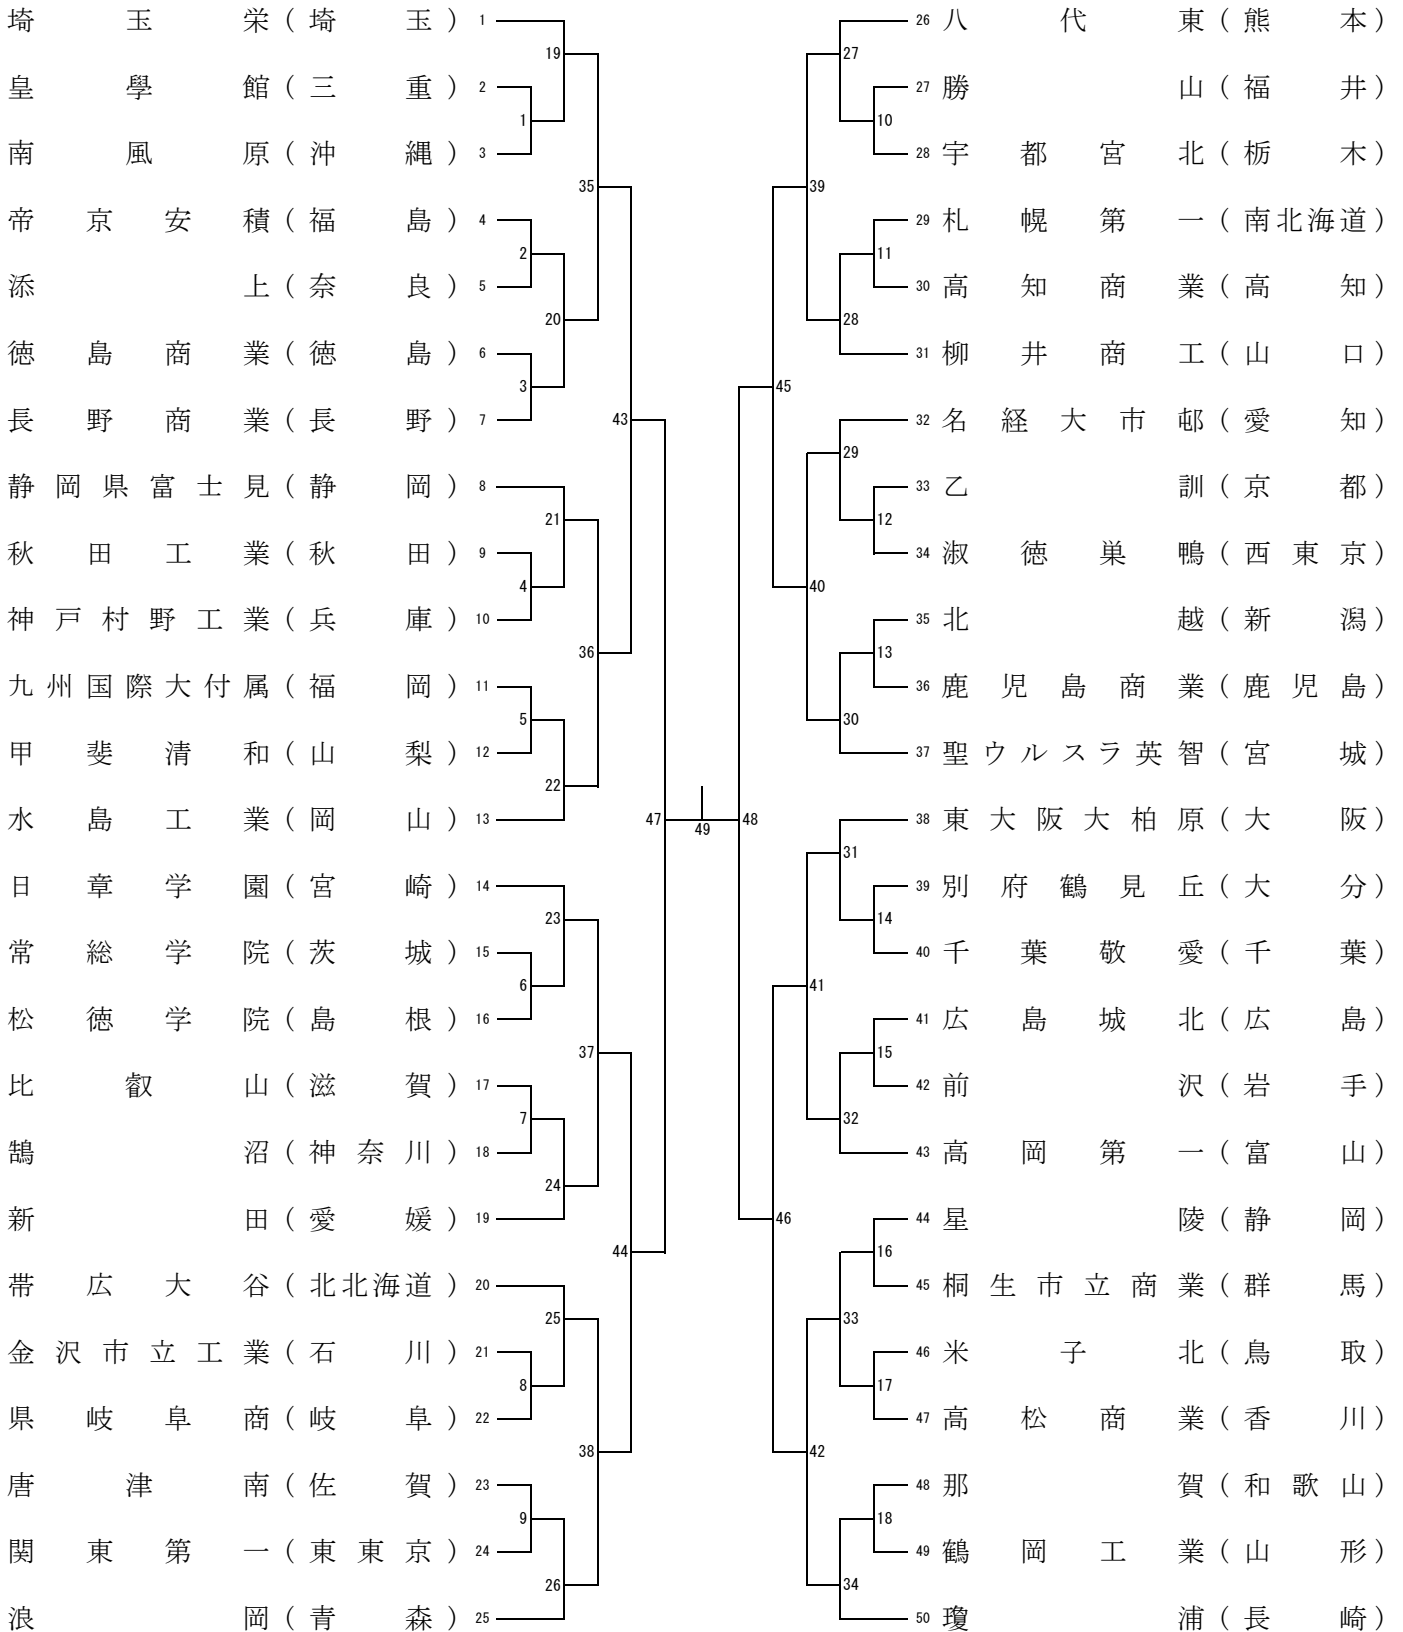 埼玉栄（埼玉）1
皇學館（三重）2
南風原（沖縄）3
帝京安積（福島）4
添上（奈良）5
徳島商業（徳島）6
長野商業（長野）7
静岡県富士見（静岡）8
秋田工業（秋田）9
神戸村野工業（兵庫）10
九州国際大付属（福岡）11
甲斐清和（山梨）12
水島工業（岡山）13
日章学園（宮崎）14
常総学院（茨城）15
松徳学院（島根）16
比叡山（滋賀）17
鵠沼（神奈川）18
新田（愛媛）19
帯広大谷（北北海道）20
金沢市立工業（石川）21
県岐阜商（岐阜）22
唐津南（佐賀）23
関東第一（東東京）24
浪岡（青森）25
1
2
3
4
5
6
7
8
9
19
20
21
22
23
24
25
26
35
36
37
38
43
44
47
49
48
45
46
39
40
41
42
27
28
29
30
31
32
33
34
10
11
12
13
14
15
16
17
18
26 八代東（熊本）
27 勝山（福井）
28 宇都宮北（栃木）
29 札幌第一（南北海道）
30 高知商業（高知）
31 柳井商工（山口）
32 名経大市邨（愛知）
33 乙訓（京都）
34 淑徳巣鴨（西東京）
35 北越（新潟）
36 鹿児島商業（鹿児島）
37 聖ウルスラ英智（宮城）
38 東大阪大柏原（大阪）
39 別府鶴見丘（大分）
40 千葉敬愛（千葉）
41 広島城北（広島）
42 前沢（岩手）
43 高岡第一（富山）
44 星陵（静岡）
45 桐生市立商業（群馬）
46 米子北（鳥取）
47 高松商業（香川）
48 那賀（和歌山）
49 鶴岡工業（山形）
50 瓊浦（長崎）